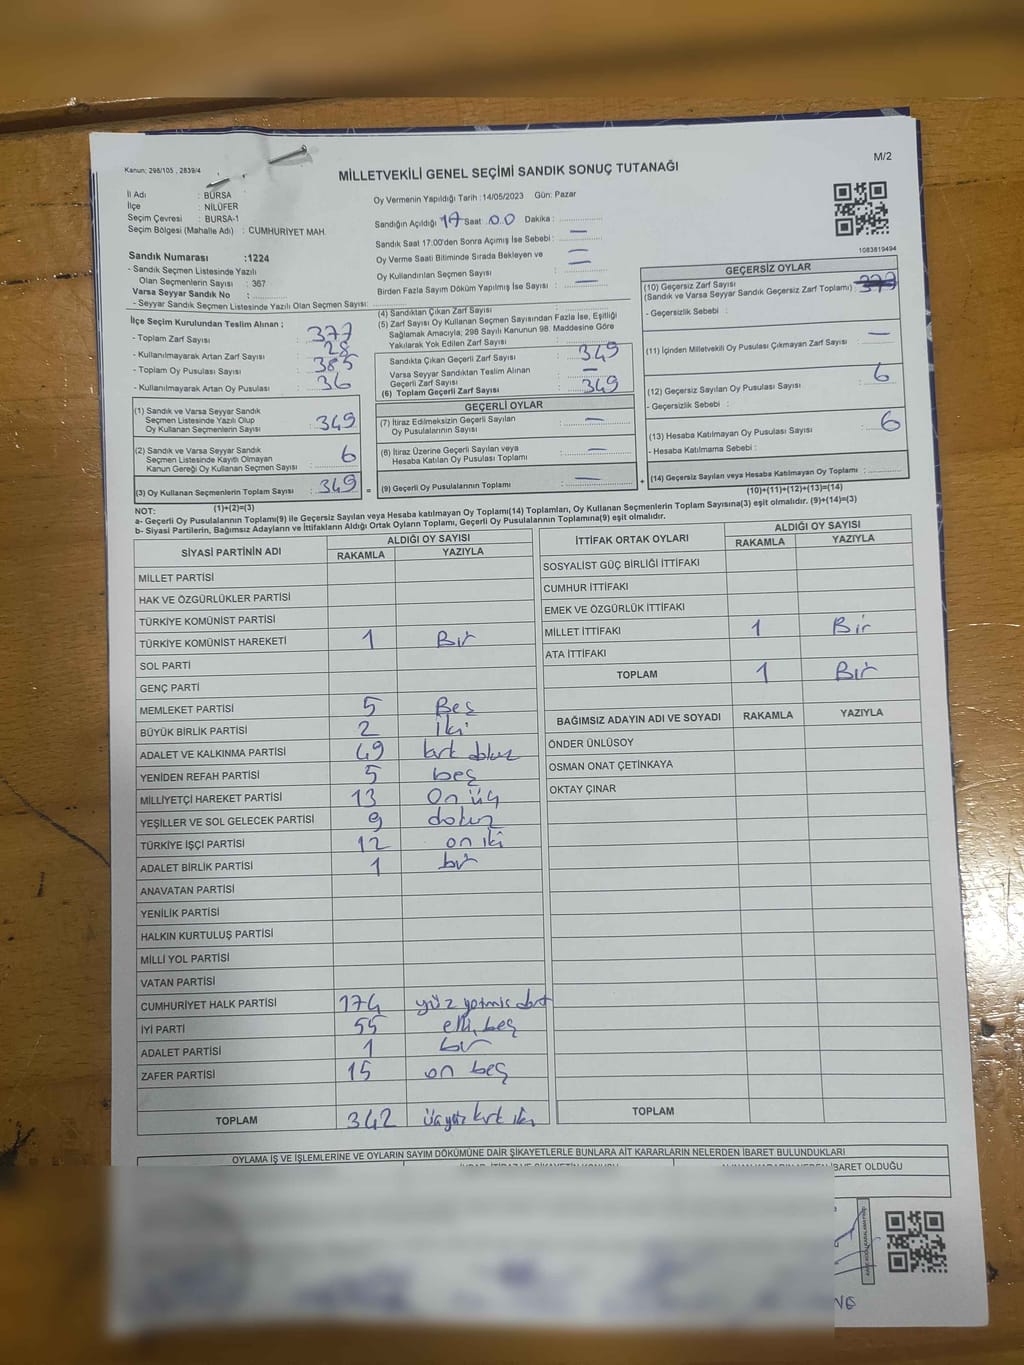 Kanun; 298/105 , 2839/4
M/2
MİLLETVEKİLİ GENEL SEÇİMİ SANDIK SONUÇ TUTANAĞI
İl Adı : BURSA
İlçe : NİLÜFER
Seçim Çevresi : BURSA-1
Seçim Bölgesi (Mahalle Adı) : CUMHURİYET MAH.
Sandık Numarası :1224
- Sandık Seçmen Listesinde Yazılı
Olan Seçmenlerin Sayısı : 367
Varsa Seyyar Sandık No :
- Seyyar Sandık Seçmen Listesinde Yazılı Olan Seçmen Sayısı:
Oy Vermenin Yapıldığı Tarih :14/05/2023 Gün: Pazar
Sandığın Açıldığı 17 Saat 00 Dakika :
Sandık Saat 17:00'den Sonra Açımış İse Sebebi : —
Oy Verme Saati Bitiminde Sırada Bekleyen ve —
Oy Kullandırılan Seçmen Sayısı —
Birden Fazla Sayım Döküm Yapılmış İse Sayısı : —
1083819494
İlçe Seçim Kurulundan Teslim Alınan ;
- Toplam Zarf Sayısı : 377
- Kullanılmayarak Artan Zarf Sayısı : 28
- Toplam Oy Pusulası Sayısı : 385
- Kullanılmayarak Artan Oy Pusulası : 36
(1) Sandık ve Varsa Seyyar Sandık
Seçmen Listesinde Yazılı Olup
Oy Kullanan Seçmenlerin Sayısı : 349
(2) Sandık ve Varsa Seyyar Sandık
Seçmen Listesinde Kayıtlı Olmayan
Kanun Gereği Oy Kullanan Seçmen Sayısı : 6
(3) Oy Kullanan Seçmenlerin Toplam Sayısı : 349 =
(4) Sandıktan Çıkan Zarf Sayısı :
(5) Zarf Sayısı Oy Kullanan Seçmen Sayısından Fazla İse, Eşitliği
Sağlamak Amacıyla; 298 Sayılı Kanunun 98. Maddesine Göre
Yakılarak Yok Edilen Zarf Sayısı :
Sandıkta Çıkan Geçerli Zarf Sayısı : 349
Varsa Seyyar Sandıktan Teslim Alınan
Geçerli Zarf Sayısı : —
(6) Toplam Geçerli Zarf Sayısı : 349
GEÇERLİ OYLAR
(7) İtiraz Edilmeksizin Geçerli Sayılan
Oy Pusulalarının Sayısı : —
(8) İtiraz Üzerine Geçerli Sayılan veya
Hesaba Katılan Oy Pusulası Toplamı : —
(9) Geçerli Oy Pusulalarının Toplamı : — +
GEÇERSİZ OYLAR
(10) Geçersiz Zarf Sayısı
(Sandık ve Varsa Seyyar Sandık Geçersiz Zarf Toplamı)
- Geçersizlik Sebebi :
(11) İçinden Milletvekili Oy Pusulası Çıkmayan Zarf Sayısı : —
(12) Geçersiz Sayılan Oy Pusulası Sayısı : 6
- Geçersizlik Sebebi :
(13) Hesaba Katılmayan Oy Pusulası Sayısı : 6
- Hesaba Katılmama Sebebi :
(14) Geçersiz Sayılan veya Hesaba Katılmayan Oy Toplamı :
NOT: (1)+(2)=(3) (10)+(11)+(12)+(13)=(14)
a- Geçerli Oy Pusulalarının Toplamı(9) ile Geçersiz Sayılan veya Hesaba katılmayan Oy Toplamı(14) Toplamları, Oy Kullanan Seçmenlerin Toplam Sayısına(3) eşit olmalıdır. (9)+(14)=(3)
b- Siyasi Partilerin, Bağımsız Adayların ve İttifakların Aldığı Ortak Oyların Toplamı, Geçerli Oy Pusulalarının Toplamına(9) eşit olmalıdır.
SİYASİ PARTİNİN ADI ALDIĞI OY SAYISI
RAKAMLA YAZIYLA
MİLLET PARTİSİ
HAK VE ÖZGÜRLÜKLER PARTİSİ
TÜRKİYE KOMÜNİST PARTİSİ
TÜRKİYE KOMÜNİST HAREKETİ 1 Bir
SOL PARTİ
GENÇ PARTİ
MEMLEKET PARTİSİ 5 Beş
BÜYÜK BİRLİK PARTİSİ 2 İki
ADALET VE KALKINMA PARTİSİ 49 kırk dokuz
YENİDEN REFAH PARTİSİ 5 beş
MİLLİYETÇİ HAREKET PARTİSİ 13 On üç
YEŞİLLER VE SOL GELECEK PARTİSİ 9 dokuz
TÜRKİYE İŞÇİ PARTİSİ 12 on iki
ADALET BİRLİK PARTİSİ 1 bir
ANAVATAN PARTİSİ
YENİLİK PARTİSİ
HALKIN KURTULUŞ PARTİSİ
MİLLİ YOL PARTİSİ
VATAN PARTİSİ
CUMHURİYET HALK PARTİSİ 174 yüz yetmiş dört
İYİ PARTİ 55 elli beş
ADALET PARTİSİ 1 bir
ZAFER PARTİSİ 15 on beş
TOPLAM 342 üçyüz kırk iki
İTTİFAK ORTAK OYLARI ALDIĞI OY SAYISI
RAKAMLA YAZIYLA
SOSYALİST GÜÇ BİRLİĞİ İTTİFAKI
CUMHUR İTTİFAKI
EMEK VE ÖZGÜRLÜK İTTİFAKI
MİLLET İTTİFAKI 1 Bir
ATA İTTİFAKI
TOPLAM 1 Bir
BAĞIMSIZ ADAYIN ADI VE SOYADI RAKAMLA YAZIYLA
ÖNDER ÜNLÜSOY
OSMAN ONAT ÇETİNKAYA
OKTAY ÇINAR
TOPLAM
OYLAMA İŞ VE İŞLEMLERİNE VE OYLARIN SAYIM DÖKÜMÜNE DAİR ŞİKAYETLERLE BUNLARA AİT KARARLARIN NELERDEN İBARET BULUNDUKLARI
İBARET OLDUĞU